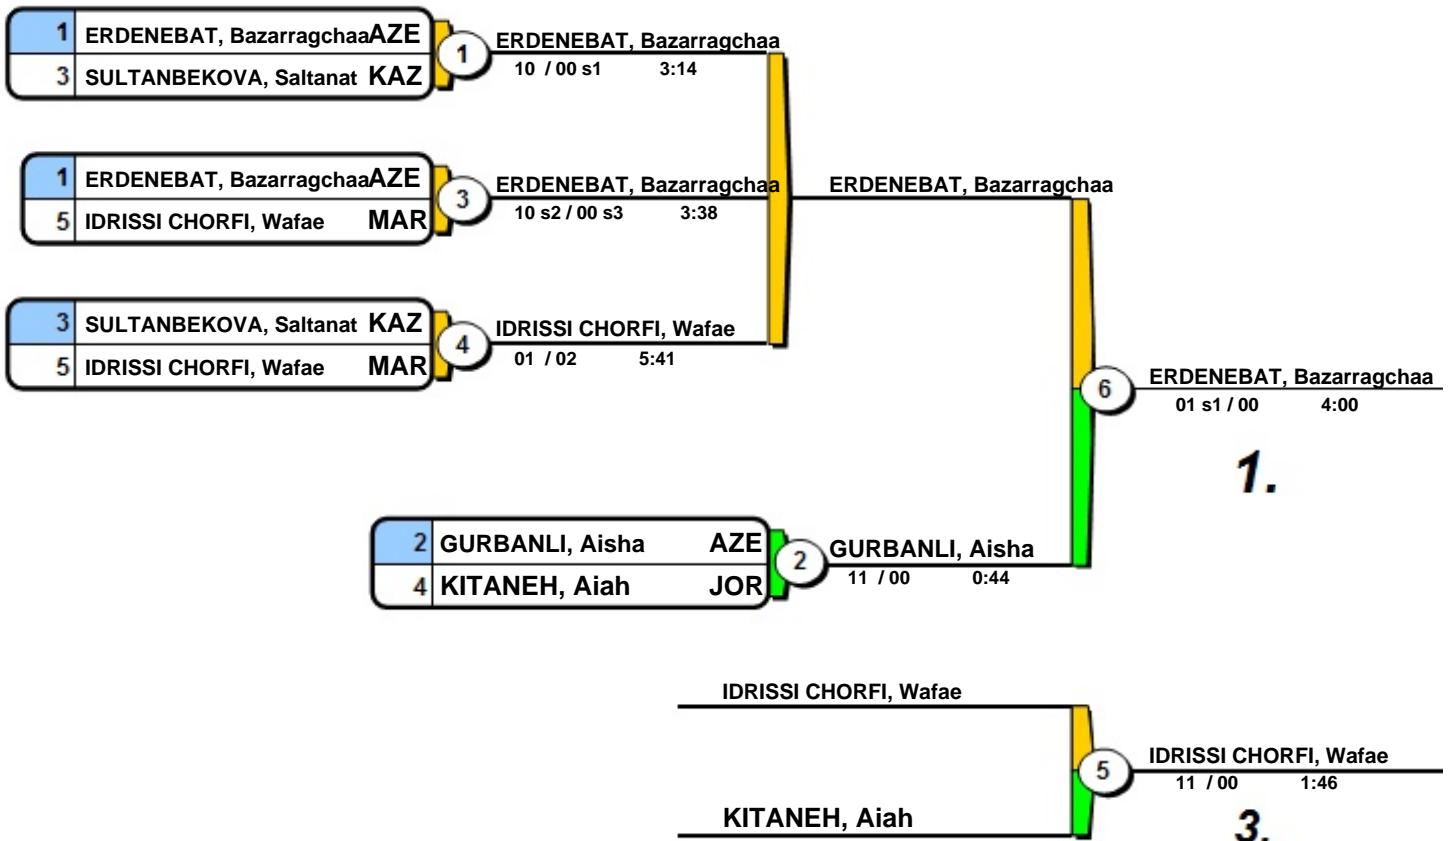 1 ERDENEBAT, Bazarragchaa AZE
3 SULTANBEKOVA, Saltanat KAZ
1
ERDENEBAT, Bazarragchaa
10 / 00 s1 3:14
1 ERDENEBAT, Bazarragchaa AZE
5 IDRISSI CHORFI, Wafae MAR
3
ERDENEBAT, Bazarragchaa
10 s2 / 00 s3 3:38
ERDENEBAT, Bazarragchaa
3 SULTANBEKOVA, Saltanat KAZ
5 IDRISSI CHORFI, Wafae MAR
4
IDRISSI CHORFI, Wafae
01 / 02 5:41
6
ERDENEBAT, Bazarragchaa
01 s1 / 00 4:00
1.
2 GURBANLI, Aisha AZE
4 KITANEH, Aiah JOR
2
GURBANLI, Aisha
11 / 00 0:44
IDRISSI CHORFI, Wafae
5
IDRISSI CHORFI, Wafae
11 / 00 1:46
KITANEH, Aiah
3.